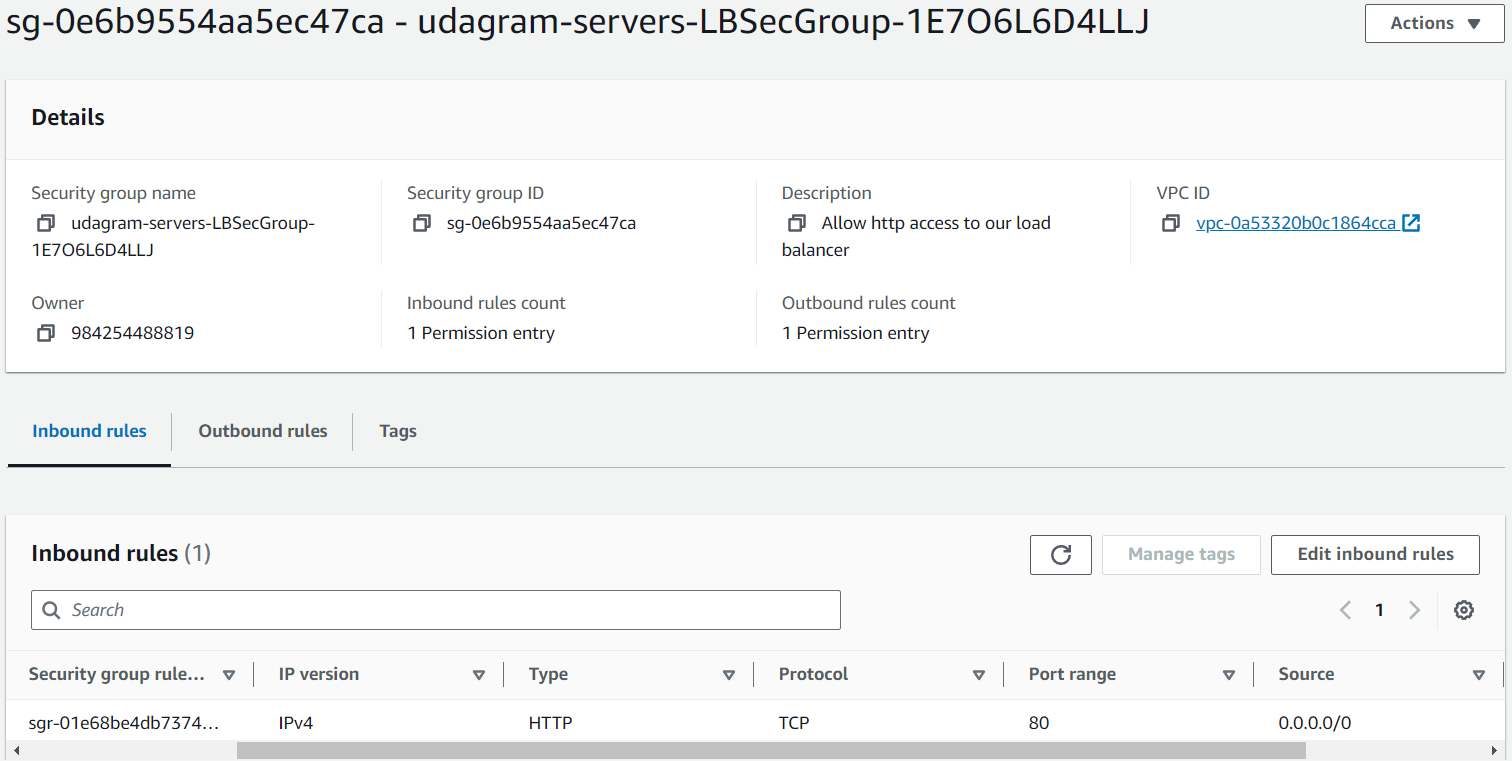 sg-0e6b9554aa5ec47ca - udagram-servers-LBSecGroup-1E7O6L6D4LLJ
Actions
Details
Security group name
udagram-servers-LBSecGroup-
1E7O6L6D4LLJ
Security group ID
sg-0e6b9554aa5ec47ca
Description
Allow http access to our load
balancer
VPC ID
vpc-0a53320b0c1864cca
Owner
984254488819
Inbound rules count
1 Permission entry
Outbound rules count
1 Permission entry
Inbound rules
Outbound rules
Tags
Inbound rules (1)
Manage tags
Edit inbound rules
Search
1
Security group rule... IP version Type Protocol Port range Source
sgr-01e68be4db7374... IPv4 HTTP TCP 80 0.0.0.0/0